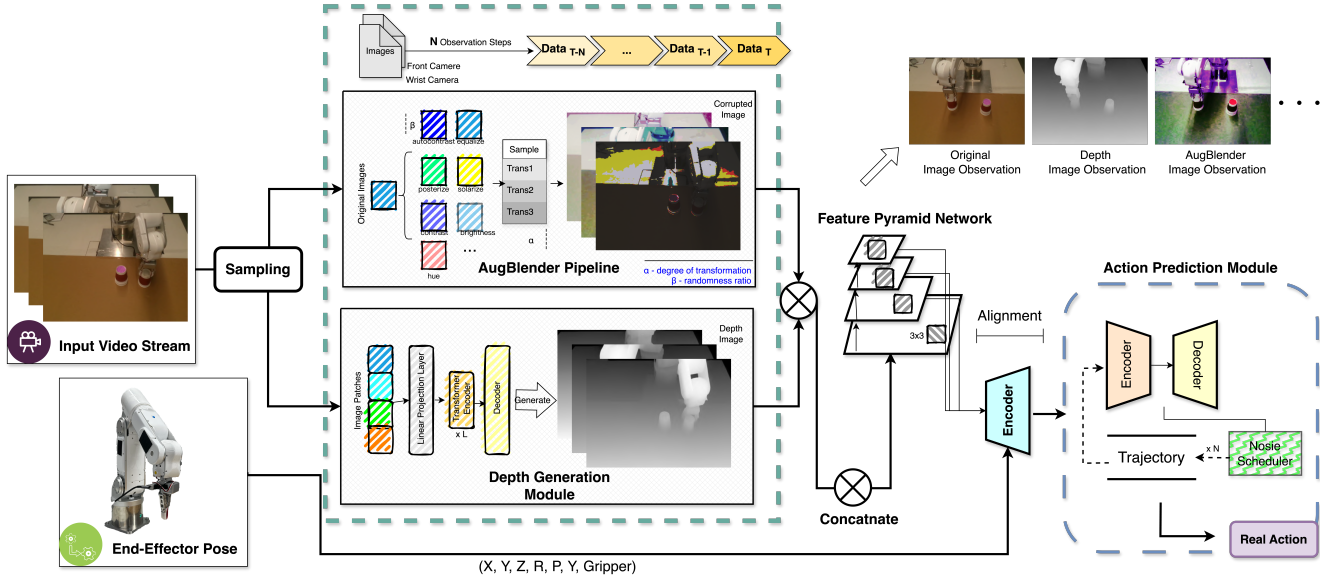 Images
N Observation Steps
Front Camere
Wrist Camera
Data T-N
...
Data T-1
Data T
Input Video Stream
Sampling
End-Effector Pose
Original Images
β
autocontrast
equalize
posterize
solarize
contrast
brightness
hue
...
Sample
Trans1
Trans2
Trans3
α
Corrupted
Image
AugBlender Pipeline
α - degree of transformation
β - randomness ratio
Image Patches
Linear Projection Layer
Transformer
Encoder
x L
Decoder
Generate
Depth
Image
Depth Generation
Module
(X, Y, Z, R, P, Y, Gripper)
Concatnate
Feature Pyramid Network
3x3
Original
Image Observation
Depth
Image Observation
AugBlender
Image Observation
Alignment
Encoder
Action Prediction Module
Encoder
Decoder
Trajectory
x N
Nosie
Scheduler
Real Action